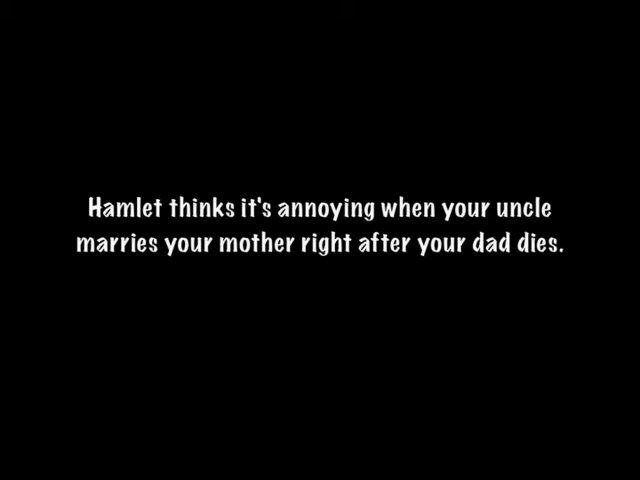 Hamlet thinks it's annoying when your uncle
marries your mother right after your dad dies.